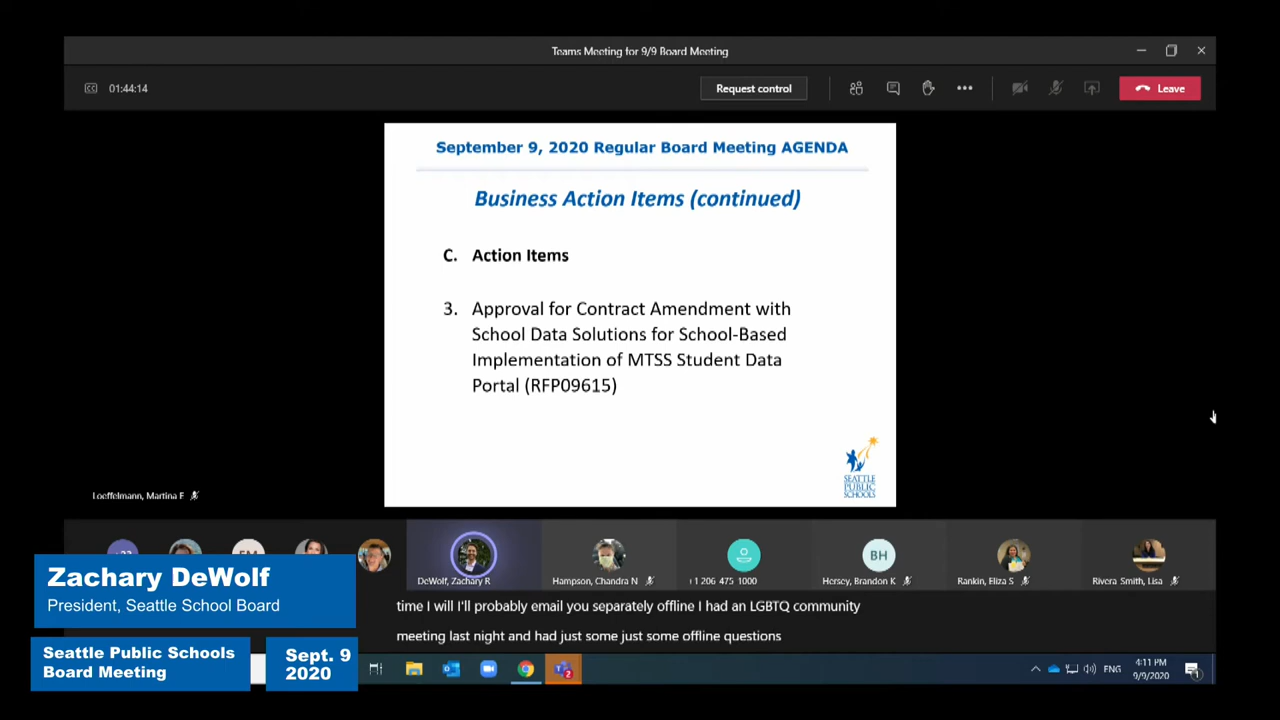 Teams Meeting for 9/9 Board Meeting
CC 01:44:14 Request control Leave
September 9, 2020 Regular Board Meeting AGENDA
Business Action Items (continued)
C. Action Items
3. Approval for Contract Amendment with
School Data Solutions for School-Based
Implementation of MTSS Student Data
Portal (RFP09615)
SEATTLE
PUBLIC
SCHOOLS
Loeffelmann, Martina F
BH
DeWolf, Zachary R
Hampson, Chandra N
1 206 475 1000
Hersey, Brandon K
Rankin, Eliza S
Rivera Smith, Lisa
Zachary DeWolf
President, Seattle School Board
time I will I'll probably email you separately offline I had an LGBTQ community
meeting last night and had just some just some offline questions
Seattle Public Schools
Board Meeting
Sept. 9
2020
2
ENG
4:11 PM
9/9/2020
1